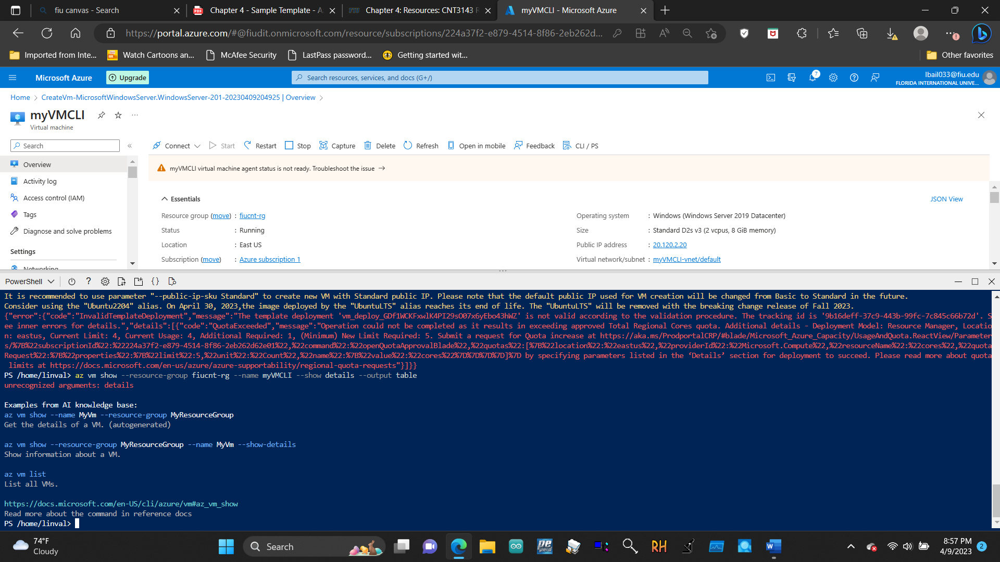 fiu canvas - Search
Chapter 4 - Sample Template - A
Chapter 4: Resources: CNT3143 R
myVMCLI - Microsoft Azure
https://portal.azure.com/#@fiudit.onmicrosoft.com/resource/subscriptions/224a37f2-e879-4514-8f86-2eb262d...
Imported from Inte...
Watch Cartoons an...
McAfee Security
LastPass password...
Getting started wit...
Other favorites
Microsoft Azure
Upgrade
Search resources, services, and docs (G+/)
7
lbail033@fiu.edu
FLORIDA INTERNATIONAL UNIVE...
Home > CreateVm-MicrosoftWindowsServer.WindowsServer-201-20230409204925 | Overview >
myVMCLI
Virtual machine
Search
Connect
Start
Restart
Stop
Capture
Delete
Refresh
Open in mobile
Feedback
CLI / PS
Overview
Activity log
Access control (IAM)
Tags
Diagnose and solve problems
Settings
Networking
myVMCLI virtual machine agent status is not ready. Troubleshoot the issue →
Essentials
JSON View
Resource group (move) : fiucnt-rg
Status : Running
Location : East US
Subscription (move) : Azure subscription 1
Operating system : Windows (Windows Server 2019 Datacenter)
Size : Standard D2s v3 (2 vcpus, 8 GiB memory)
Public IP address : 20.120.2.20
Virtual network/subnet : myVMCLI-vnet/default
PowerShell
It is recommended to use parameter "--public-ip-sku Standard" to create new VM with Standard public IP. Please note that the default public IP used for VM creation will be changed from Basic to Standard in the future.
Consider using the "Ubuntu2204" alias. On April 30, 2023,the image deployed by the "UbuntuLTS" alias reaches its end of life. The "UbuntuLTS" will be removed with the breaking change release of Fall 2023.
{"error":{"code":"InvalidTemplateDeployment","message":"The template deployment 'vm_deploy_GDf1WCKFxwlK4PI29sO07x6yEbo43hWZ' is not valid according to the validation procedure. The tracking id is '9b16deff-37c9-443b-99fc-7c845c66b72d'. S
ee inner errors for details.","details":[{"code":"QuotaExceeded","message":"Operation could not be completed as it results in exceeding approved Total Regional Cores quota. Additional details - Deployment Model: Resource Manager, Locatio
n: eastus, Current Limit: 4, Current Usage: 4, Additional Required: 1, (Minimum) New Limit Required: 5. Submit a request for Quota increase at https://aka.ms/ProdportalCRP/#blade/Microsoft_Azure_Capacity/UsageAndQuota.ReactView/Parameter
s/%7B%22subscriptionId%22:%22224a37f2-e879-4514-8f86-2eb262d62e01%22,%22command%22:%22openQuotaApprovalBlade%22,%22quotas%22:[%7B%22location%22:%22eastus%22,%22providerId%22:%22Microsoft.Compute%22,%22resourceName%22:%22cores%22,%22quota
Request%22:%7B%22properties%22:%7B%22limit%22:5,%22unit%22:%22Count%22,%22name%22:%7B%22value%22:%22cores%22%7D%7D%7D%7D]%7D by specifying parameters listed in the ‘Details’ section for deployment to succeed. Please read more about quota
limits at https://docs.microsoft.com/en-us/azure/azure-supportability/regional-quota-requests"}]}}
PS /home/linval> az vm show --resource-group fiucnt-rg --name myVMCLI --show details --output table
unrecognized arguments: details
Examples from AI knowledge base:
az vm show --name MyVm --resource-group MyResourceGroup
Get the details of a VM. (autogenerated)
az vm show --resource-group MyResourceGroup --name MyVm --show-details
Show information about a VM.
az vm list
List all VMs.
https://docs.microsoft.com/en-US/cli/azure/vm#az_vm_show
Read more about the command in reference docs
PS /home/linval>
74°F
Cloudy
Search
RH
8:57 PM
4/9/2023
2